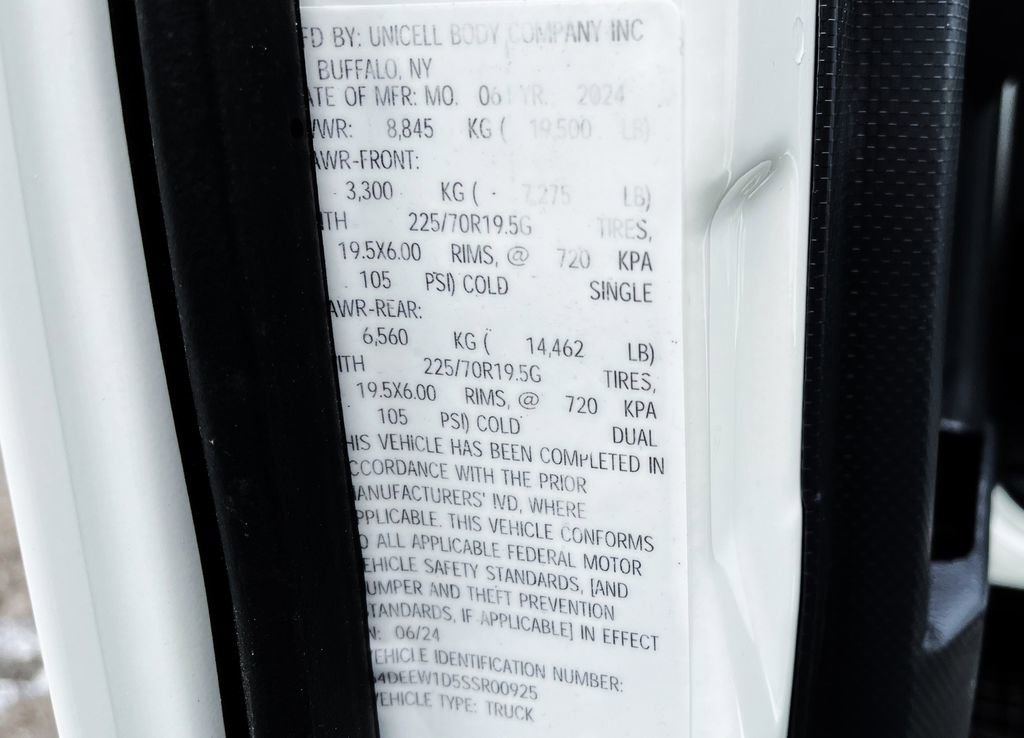 FD BY: UNICELL BODY COMPANY INC
BUFFALO, NY
ATE OF MFR: MO. 06 YR. 2024
VWR: 8,845 KG ( 19,500 LB)
AWR-FRONT:
3,300 KG ( 7,275 LB)
ITH 225/70R19.5G TIRES,
19.5X6.00 RIMS, @ 720 KPA
105 PSI) COLD SINGLE
AWR-REAR:
6,560 KG ( 14,462 LB)
ITH 225/70R19.5G TIRES,
19.5X6.00 RIMS, @ 720 KPA
105 PSI) COLD DUAL
HIS VEHICLE HAS BEEN COMPLETED IN
CCORDANCE WITH THE PRIOR
ANUFACTURERS' IVD, WHERE
PPLICABLE. THIS VEHICLE CONFORMS
O ALL APPLICABLE FEDERAL MOTOR
EHICLE SAFETY STANDARDS, [AND
UMPER AND THEFT PREVENTION
STANDARDS, IF APPLICABLE] IN EFFECT
N: 06/24
VEHICLE IDENTIFICATION NUMBER:
54DEEW1D5SSR00925
VEHICLE TYPE: TRUCK